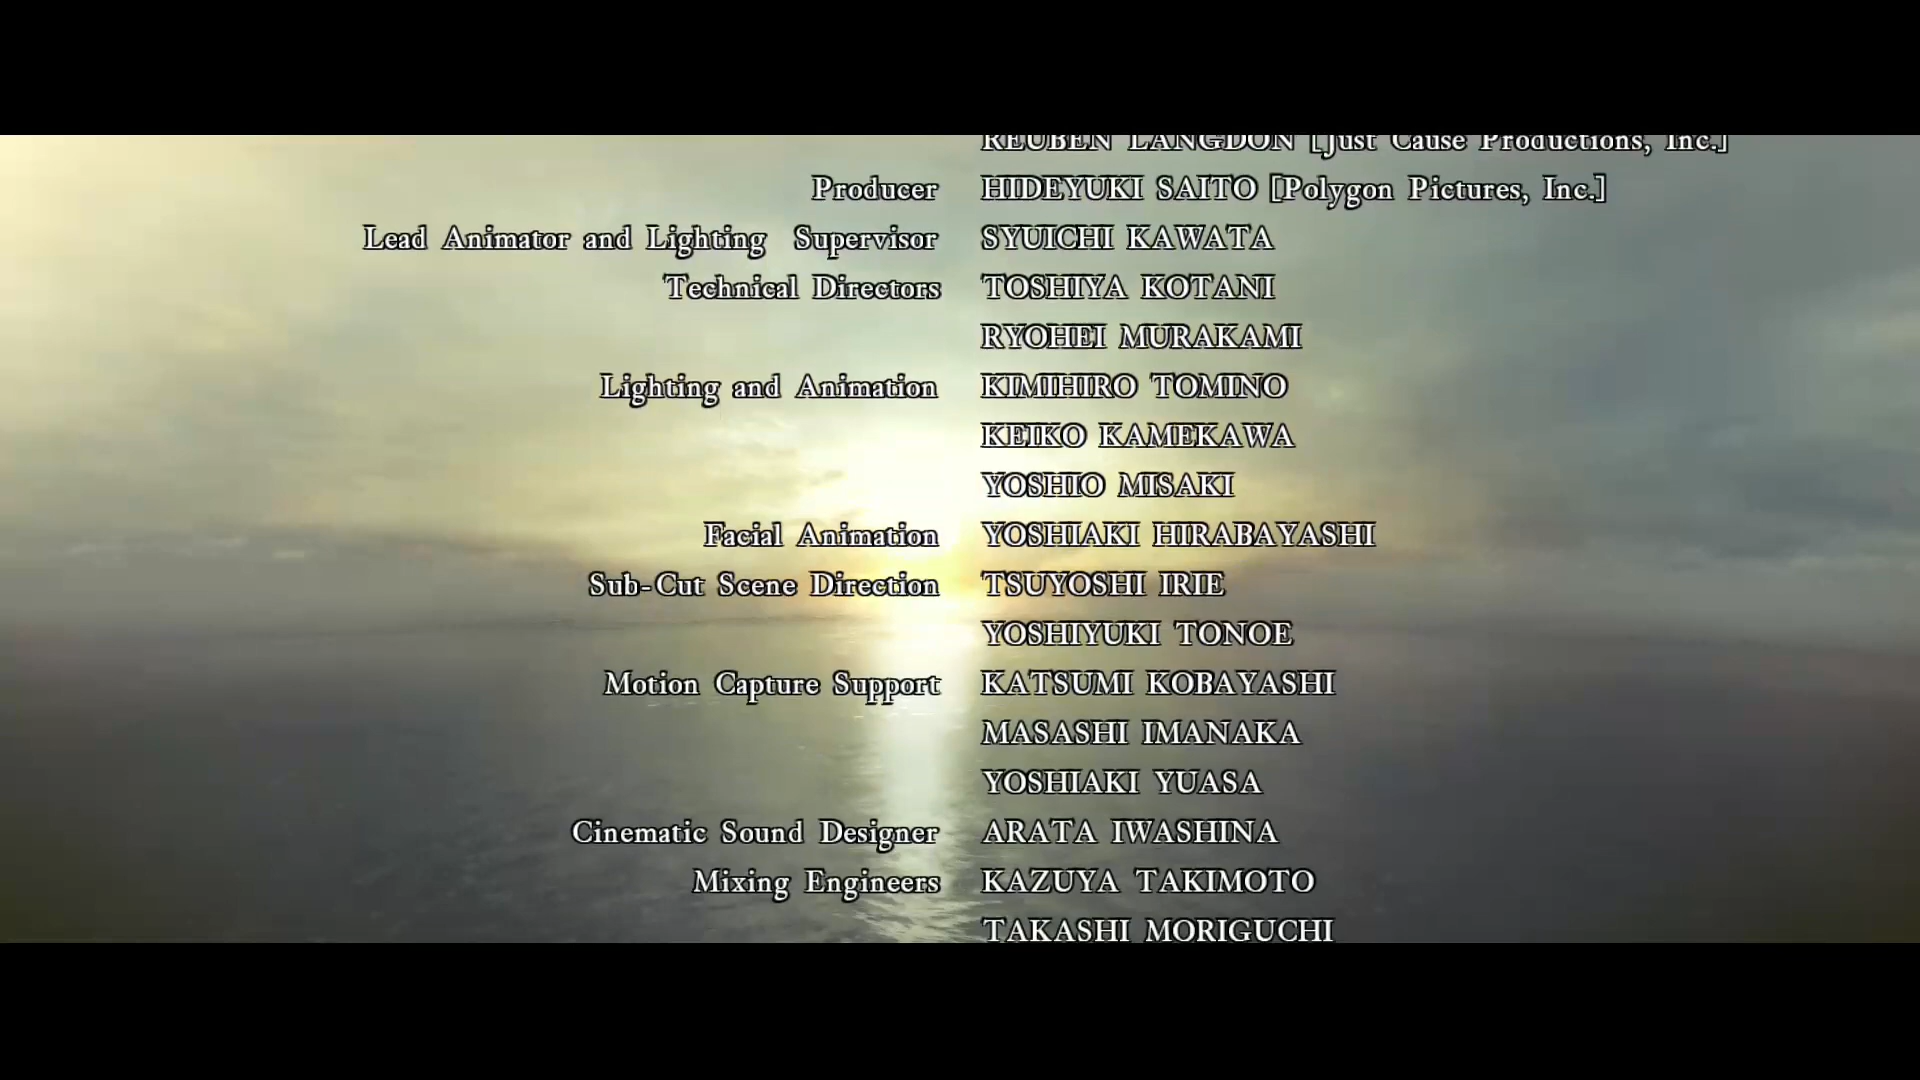 REUBEN LANGDON [Just Cause Productions, Inc.]
Producer HIDEYUKI SAITO [Polygon Pictures, Inc.]
Lead Animator and Lighting Supervisor SYUICHI KAWATA
Technical Directors TOSHIYA KOTANI
RYOHEI MURAKAMI
Lighting and Animation KIMIHIRO TOMINO
KEIKO KAMEKAWA
YOSHIO MISAKI
Facial Animation YOSHIAKI HIRABAYASHI
Sub-Cut Scene Direction TSUYOSHI IRIE
YOSHIYUKI TONOE
Motion Capture Support KATSUMI KOBAYASHI
MASASHI IMANAKA
YOSHIAKI YUASA
Cinematic Sound Designer ARATA IWASHINA
Mixing Engineers KAZUYA TAKIMOTO
TAKASHI MORIGUCHI